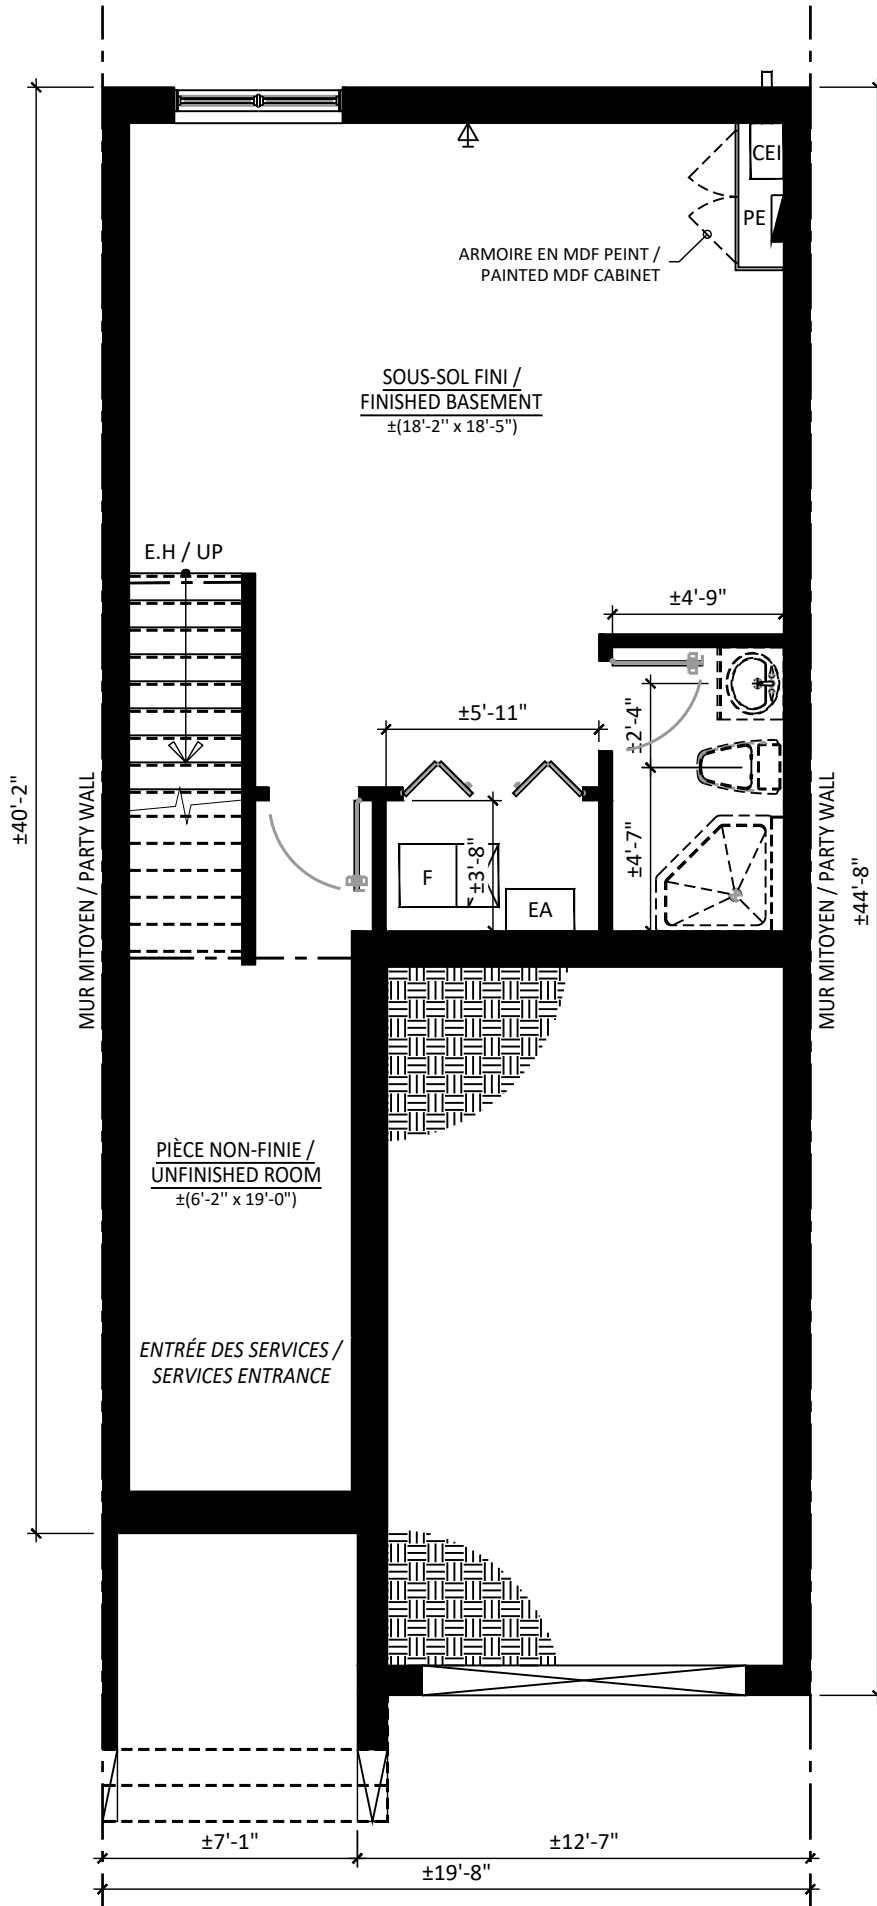 CEI
PE
ARMOIRE EN MDF PEINT /
PAINTED MDF CABINET
SOUS-SOL FINI /
FINISHED BASEMENT
±(18'-2'' x 18'-5")
E.H / UP
±4'-9"
±5'-11"
±2'-4"
±40'-2"
MUR MITOYEN / PARTY WALL
F
±3'-8"
EA
±4'-7"
MUR MITOYEN / PARTY WALL
±44'-8"
PIÈCE NON-FINIE /
UNFINISHED ROOM
±(6'-2'' x 19'-0")
ENTRÉE DES SERVICES /
SERVICES ENTRANCE
±7'-1"
±12'-7"
±19'-8"